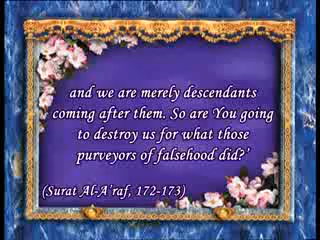 and we are merely descendants
coming after them. So are You going
to destroy us for what those
purveyors of falsehood did?'
(Surat Al-A'raf, 172-173)